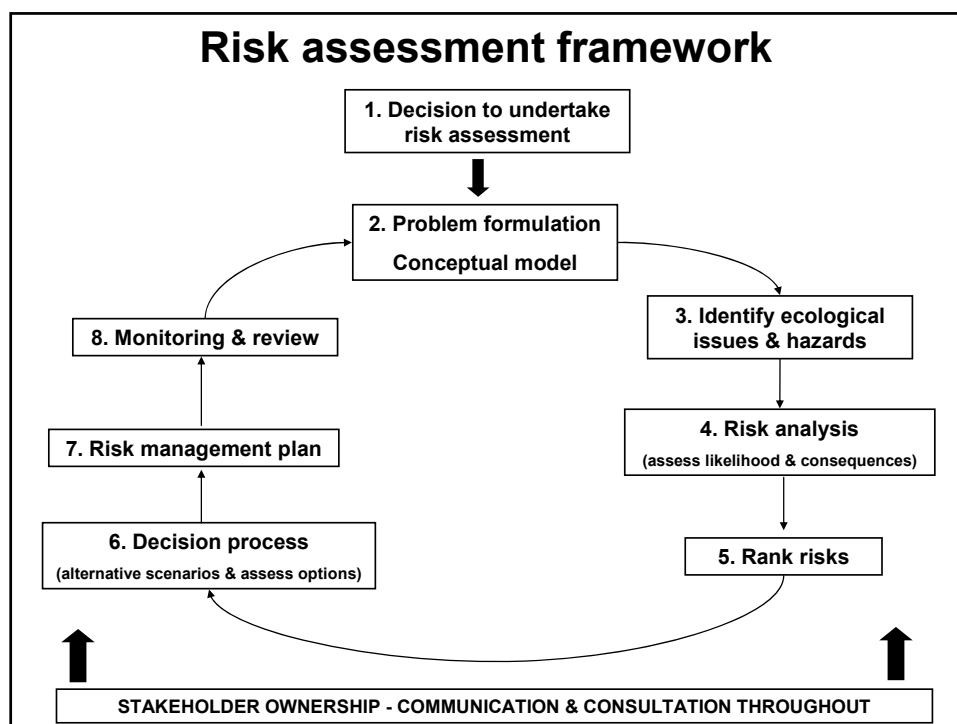 Risk assessment framework
1. Decision to undertake
risk assessment
2. Problem formulation
Conceptual model
3. Identify ecological
issues & hazards
8. Monitoring & review
4. Risk analysis
(assess likelihood & consequences)
7. Risk management plan
6. Decision process
(alternative scenarios & assess options)
5. Rank risks
STAKEHOLDER OWNERSHIP - COMMUNICATION & CONSULTATION THROUGHOUT